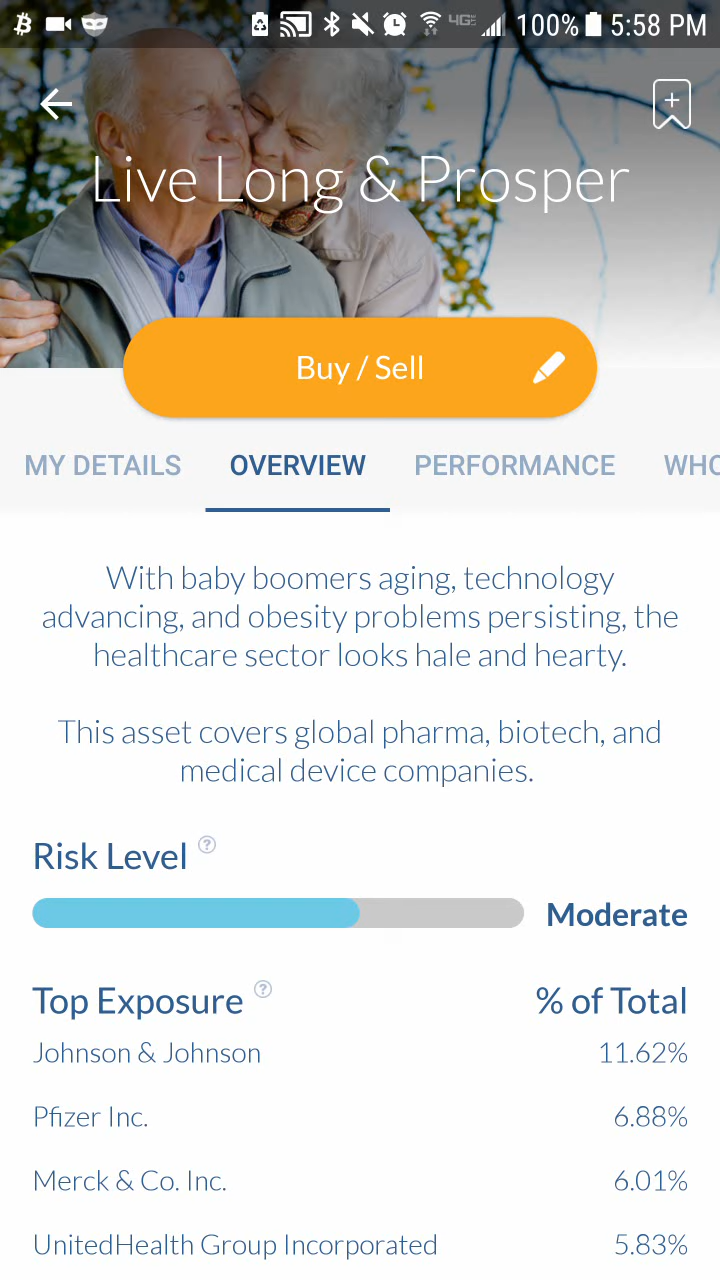 4G 100% 5:58 PM
Live Long & Prosper
Buy / Sell
MY DETAILS OVERVIEW PERFORMANCE WHO
With baby boomers aging, technology
advancing, and obesity problems persisting, the
healthcare sector looks hale and hearty.
This asset covers global pharma, biotech, and
medical device companies.
Risk Level ?
Moderate
Top Exposure ? % of Total
Johnson & Johnson 11.62%
Pfizer Inc. 6.88%
Merck & Co. Inc. 6.01%
UnitedHealth Group Incorporated 5.83%